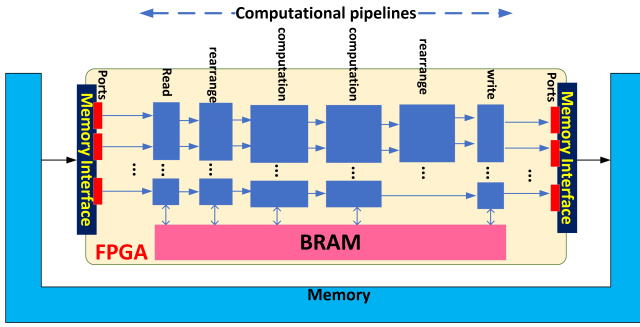 Computational pipelines
Ports
Read
rearrange
computation
computation
rearrange
write
Ports
Memory Interface
Memory Interface
...
...
...
...
...
...
...
...
BRAM
FPGA
Memory